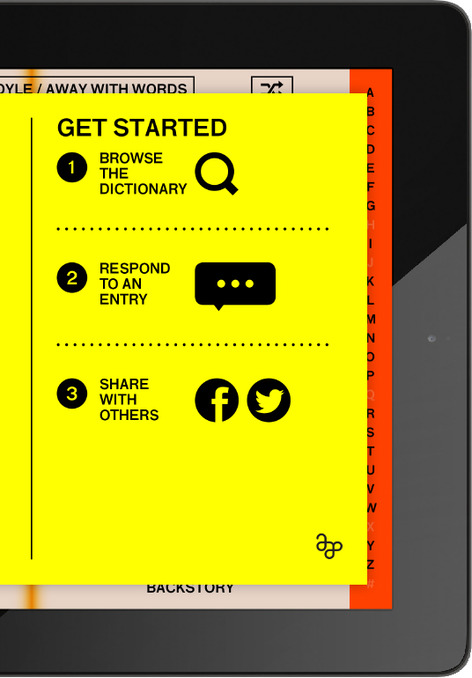 OYLE / AWAY WITH WORDS
GET STARTED
1 BROWSE
THE
DICTIONARY
2 RESPOND
TO AN
ENTRY
3 SHARE
WITH
OTHERS
BACKSTORY
A
B
C
D
E
F
G
H
I
J
K
L
M
N
O
P
Q
R
S
T
U
V
W
X
Y
Z
#